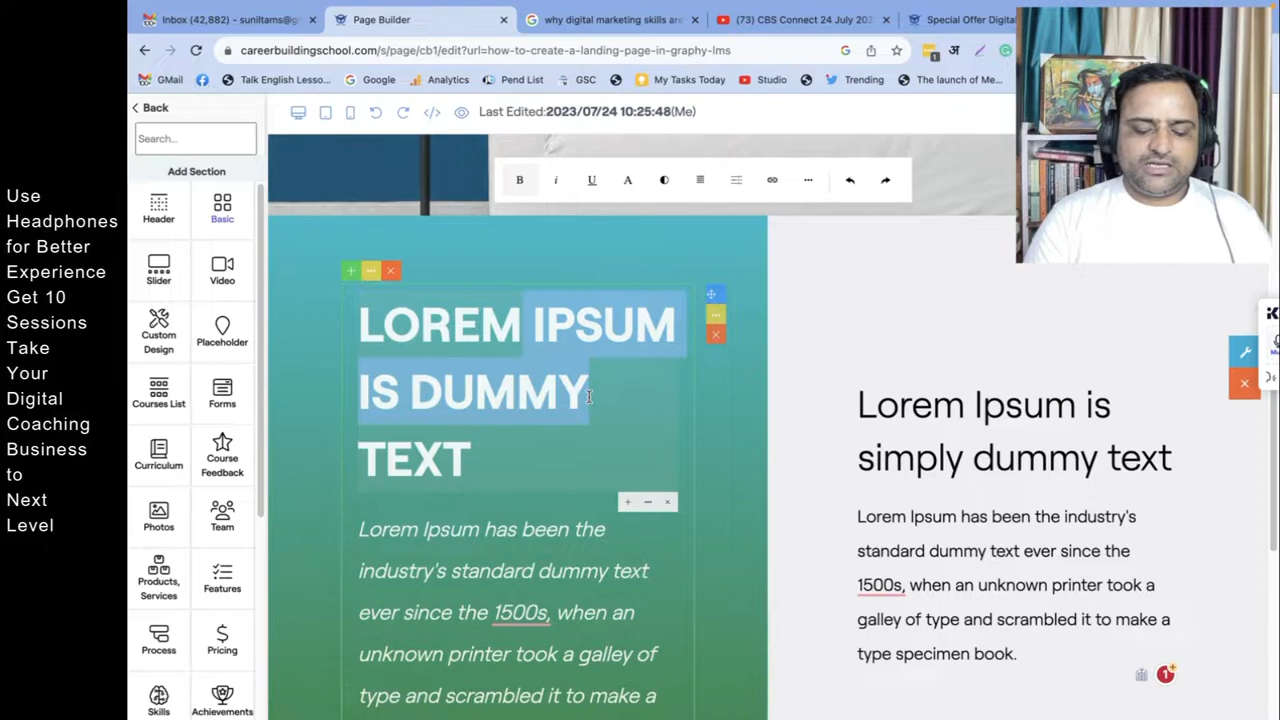 Inbox (42,882) - suniltams@g
Page Builder
why digital marketing skills are
(73) CBS Connect 24 July 202
Special Offer Digita
careerbuildingschool.com/s/page/cb1/edit?url=how-to-create-a-landing-page-in-graphy-lms
GMail
Talk English Lesso...
Google
Analytics
Pend List
GSC
My Tasks Today
Studio
Trending
The launch of Me...
Back
Last Edited:2023/07/24 10:25:48(Me)
Search...
Add Section
Header
Basic
Slider
Video
Custom
Design
Placeholder
Courses List
Forms
Curriculum
Course
Feedback
Photos
Team
Products,
Services
Features
Process
Pricing
Skills
Achievements
Use
Headphones
for Better
Experience
Get 10
Sessions
Take
Your
Digital
Coaching
Business
to
Next
Level
B i U A
LOREM IPSUM
IS DUMMY
TEXT
Lorem Ipsum has been the
industry's standard dummy text
ever since the 1500s, when an
unknown printer took a galley of
type and scrambled it to make a
Lorem Ipsum is
simply dummy text
Lorem Ipsum has been the industry's
standard dummy text ever since the
1500s, when an unknown printer took a
galley of type and scrambled it to make a
type specimen book.
1